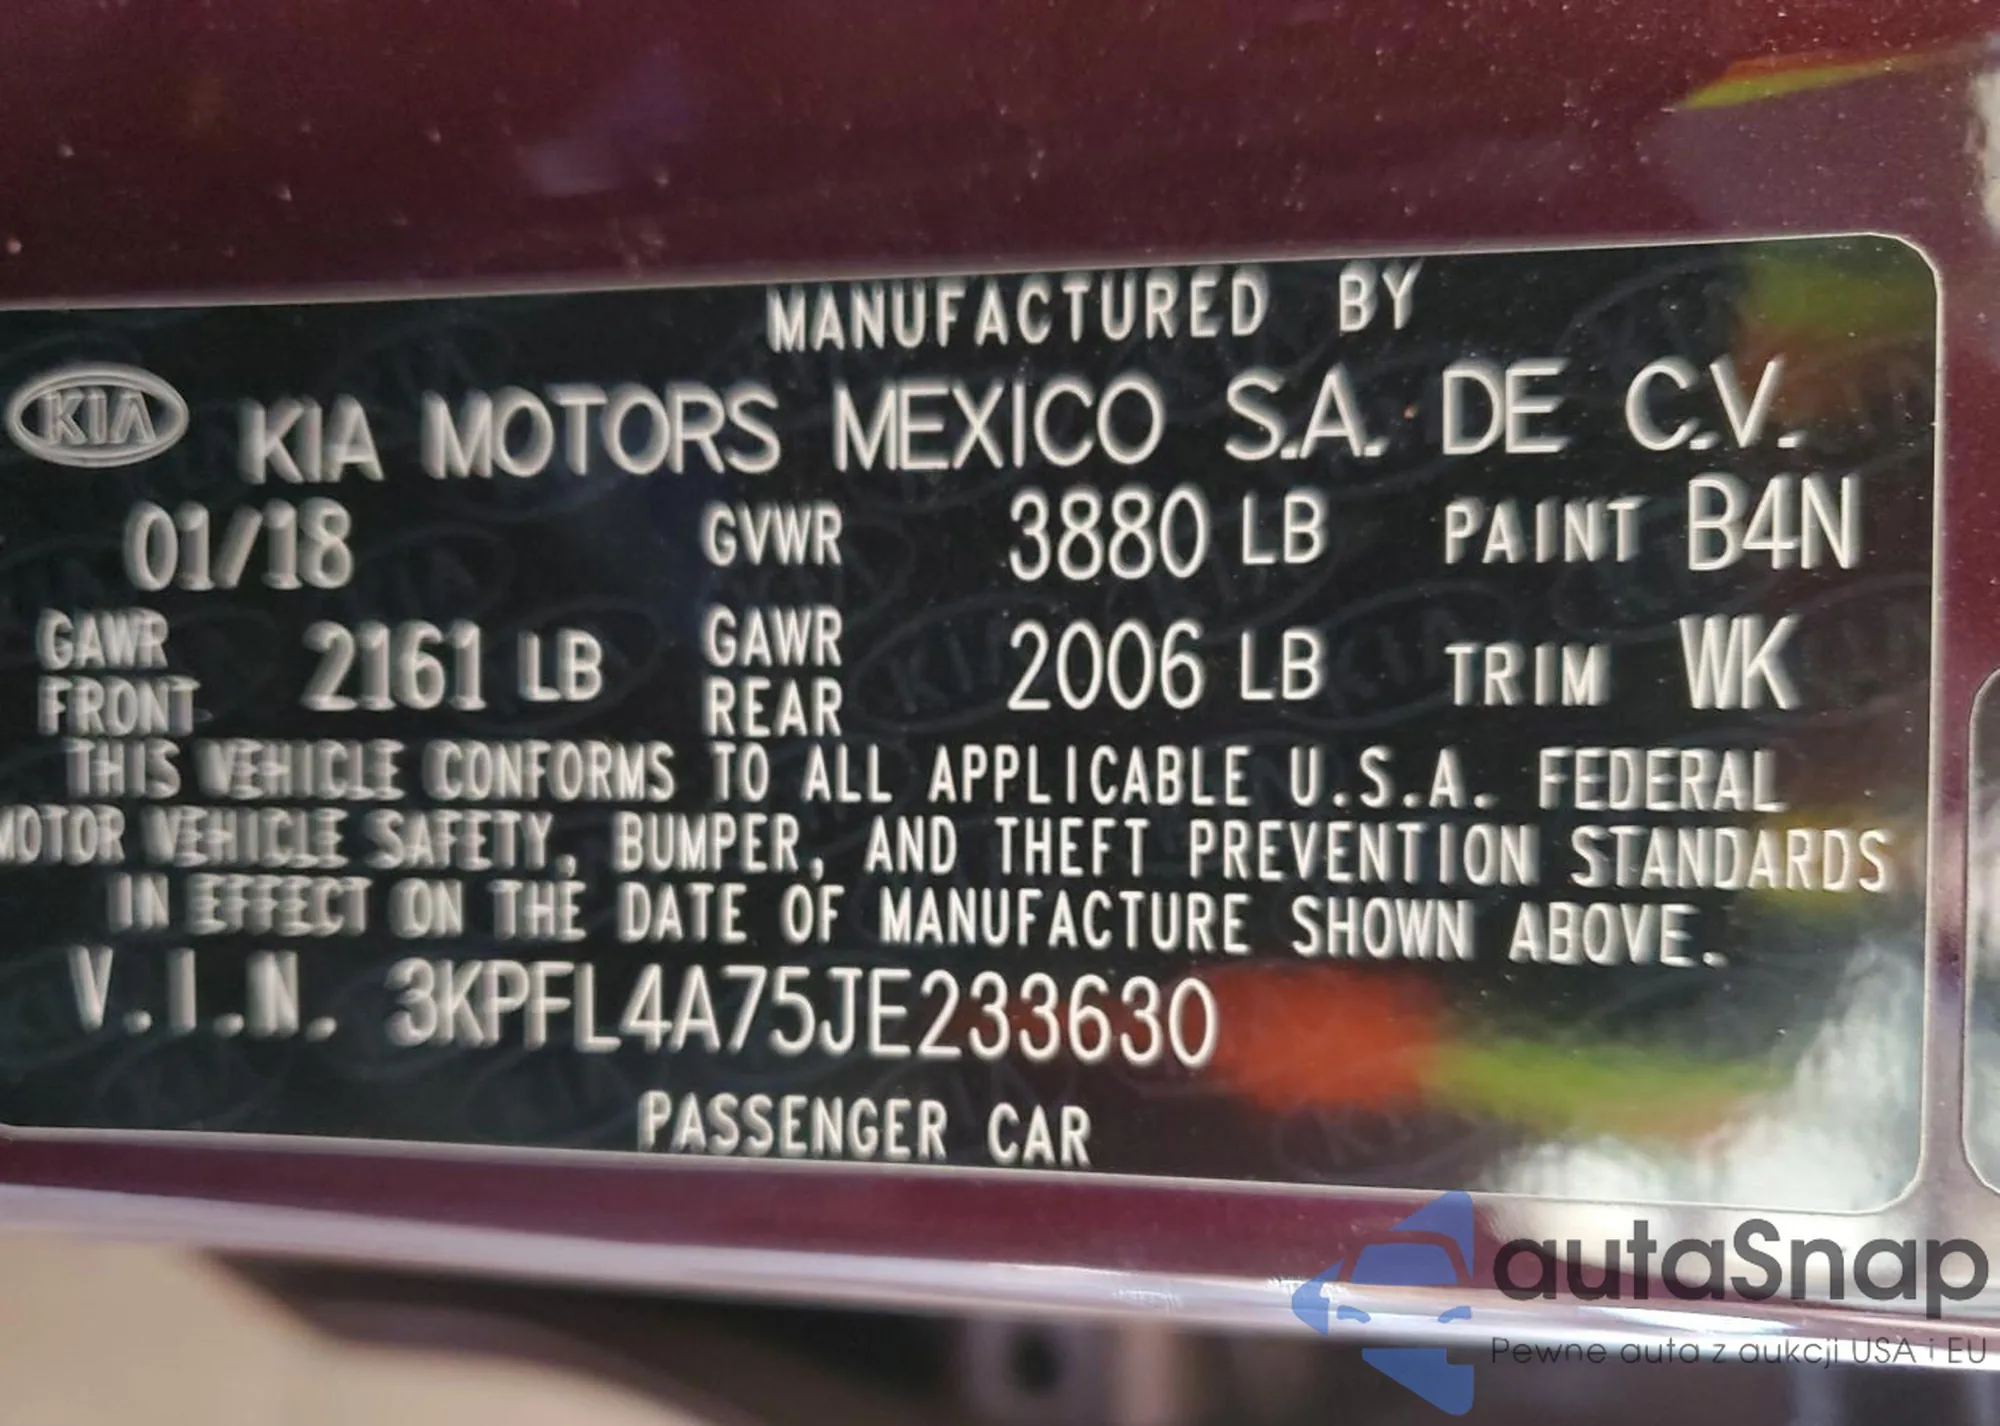 MANUFACTURED BY
KIA KIA MOTORS MEXICO S.A. DE C.V.
01/18 GVWR 3880 LB PAINT B4N
GAWR FRONT 2161 LB GAWR REAR 2006 LB TRIM WK
THIS VEHICLE CONFORMS TO ALL APPLICABLE U.S.A. FEDERAL
MOTOR VEHICLE SAFETY, BUMPER, AND THEFT PREVENTION STANDARDS
IN EFFECT ON THE DATE OF MANUFACTURE SHOWN ABOVE.
V.I.N. 3KPFL4A75JE233630
PASSENGER CAR
autaSnap
Pewne auta z aukcji USA i EU